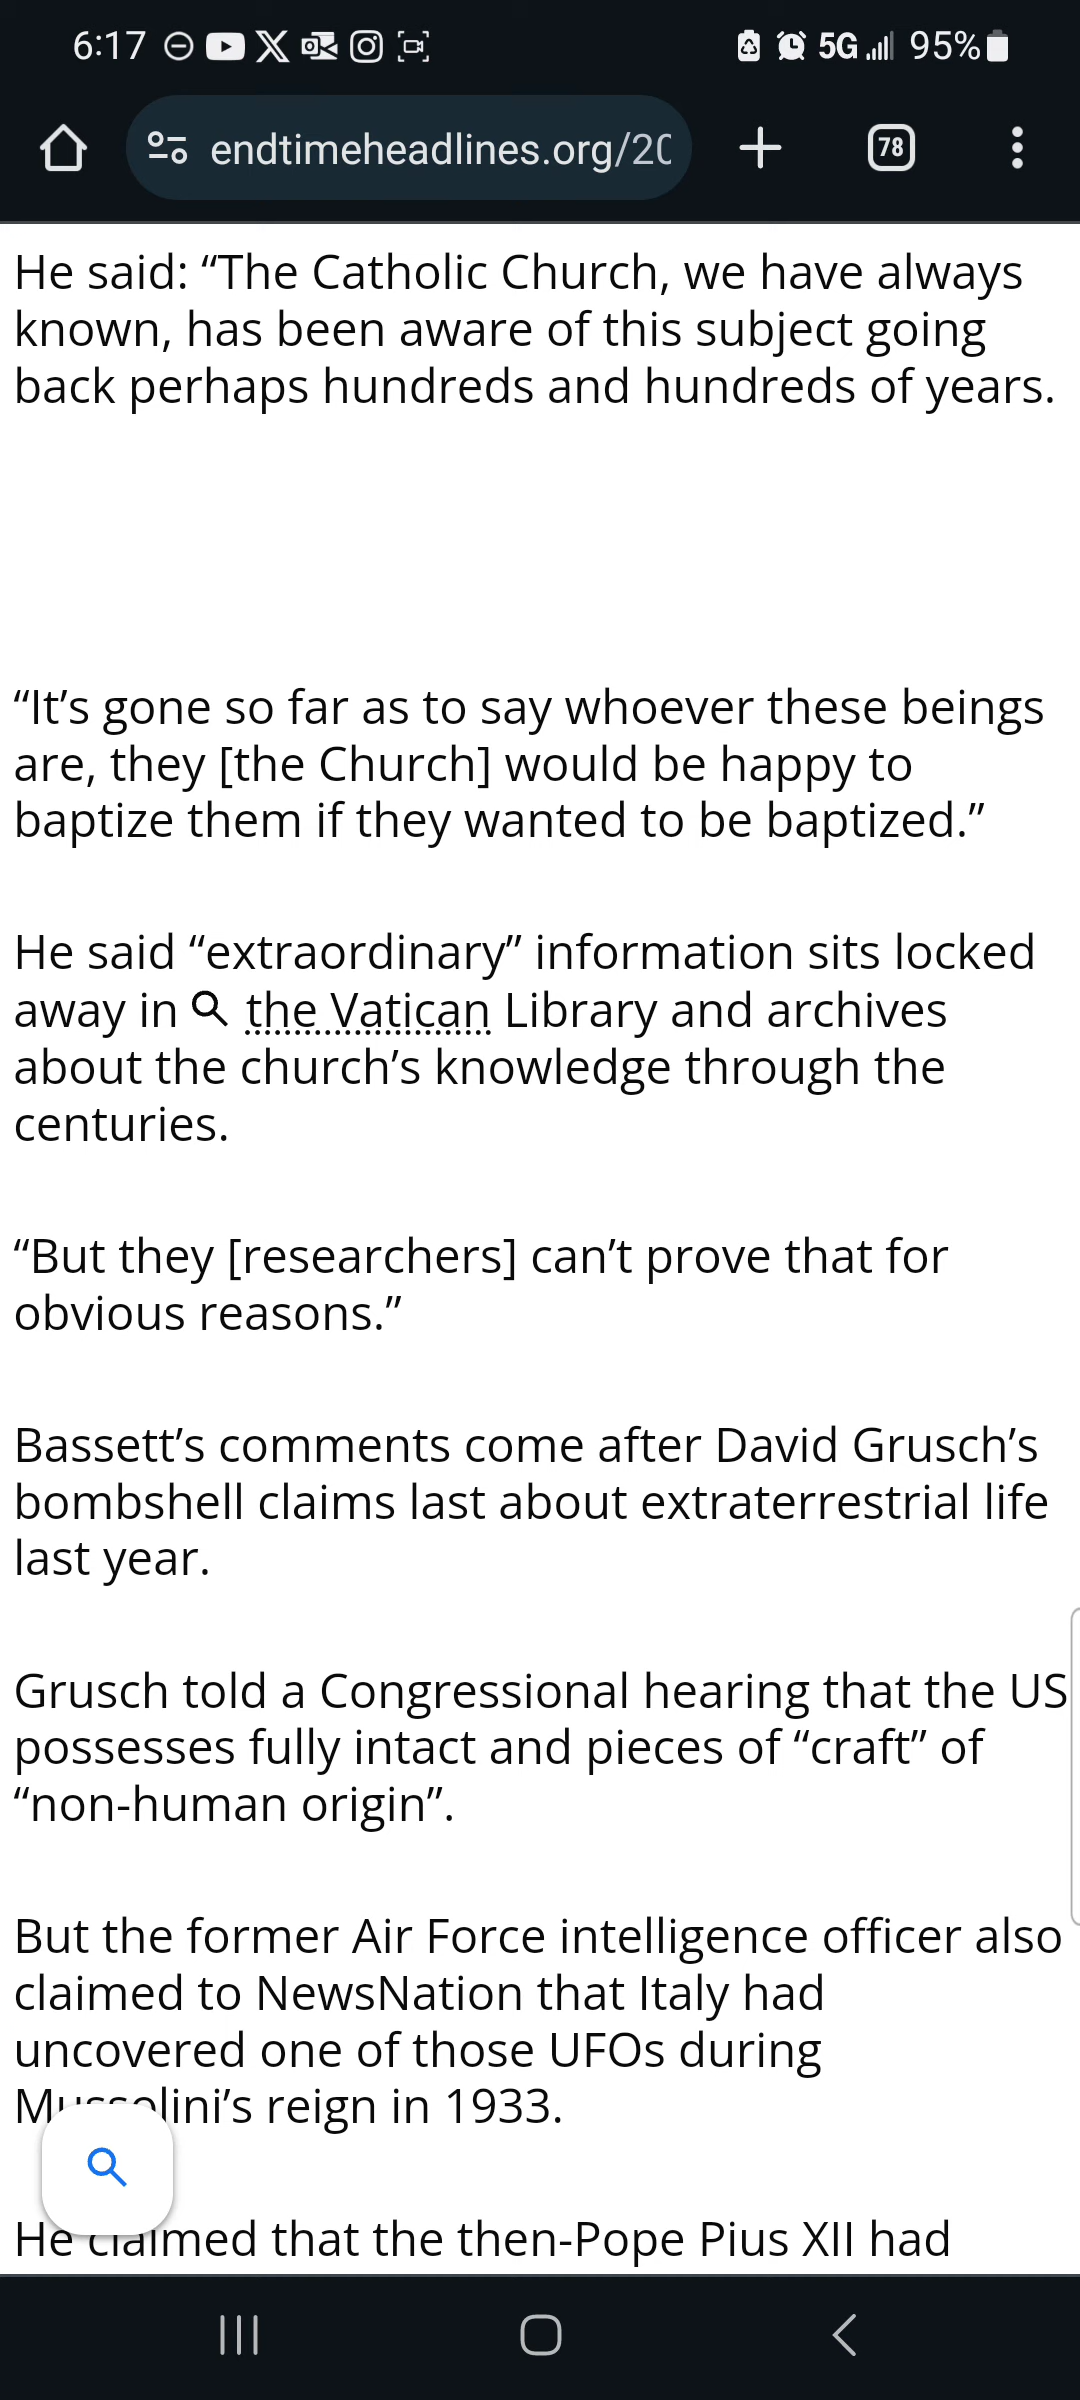 6:17
5G 95%
endtimeheadlines.org/20
78
He said: “The Catholic Church, we have always
known, has been aware of this subject going
back perhaps hundreds and hundreds of years.
“It’s gone so far as to say whoever these beings
are, they [the Church] would be happy to
baptize them if they wanted to be baptized.”
He said “extraordinary” information sits locked
away in the Vatican Library and archives
about the church’s knowledge through the
centuries.
“But they [researchers] can’t prove that for
obvious reasons.”
Bassett’s comments come after David Grusch’s
bombshell claims last about extraterrestrial life
last year.
Grusch told a Congressional hearing that the US
possesses fully intact and pieces of “craft” of
“non-human origin”.
But the former Air Force intelligence officer also
claimed to NewsNation that Italy had
uncovered one of those UFOs during
Mussolini’s reign in 1933.
He claimed that the then-Pope Pius XII had